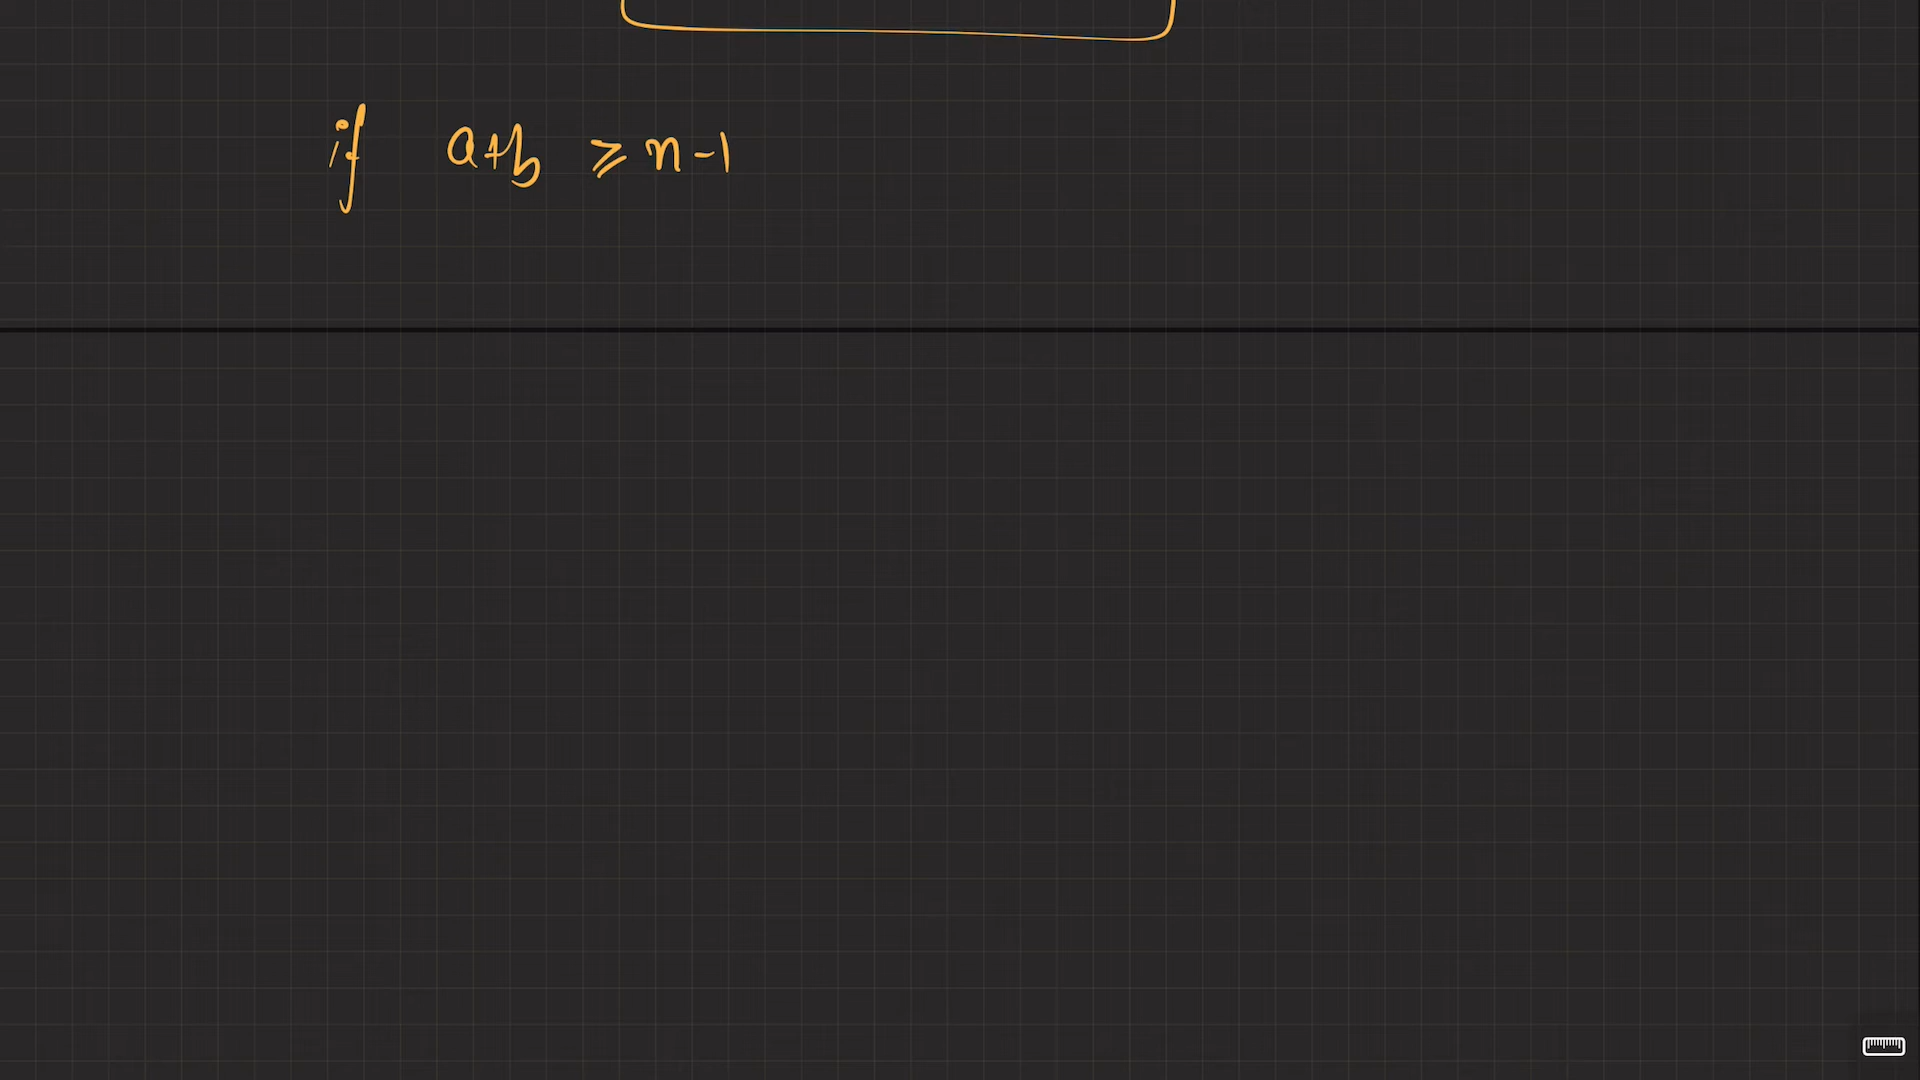 if a+b ⩾ n-1